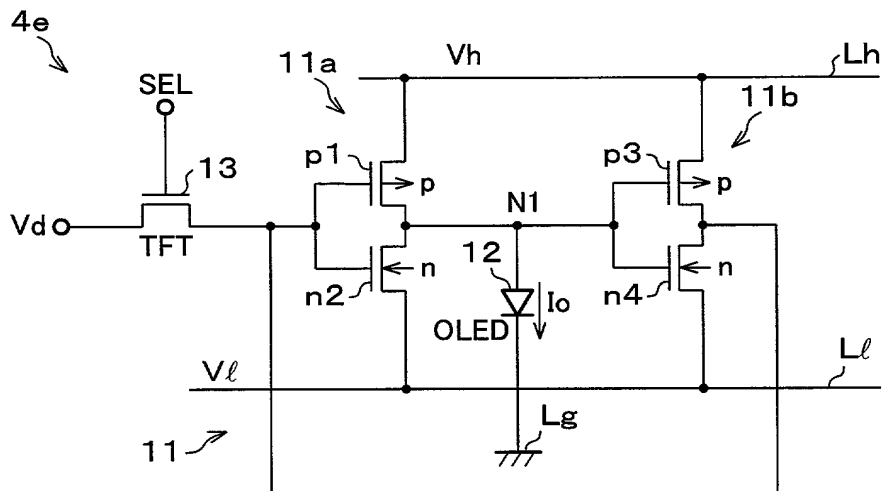 4e
SEL
13
Vd
TFT
11a
Vh
Lh
11b
p1
p
p3
p
N1
n2
n
12
OLED
Io
n4
n
Vℓ
Lℓ
11
Lg